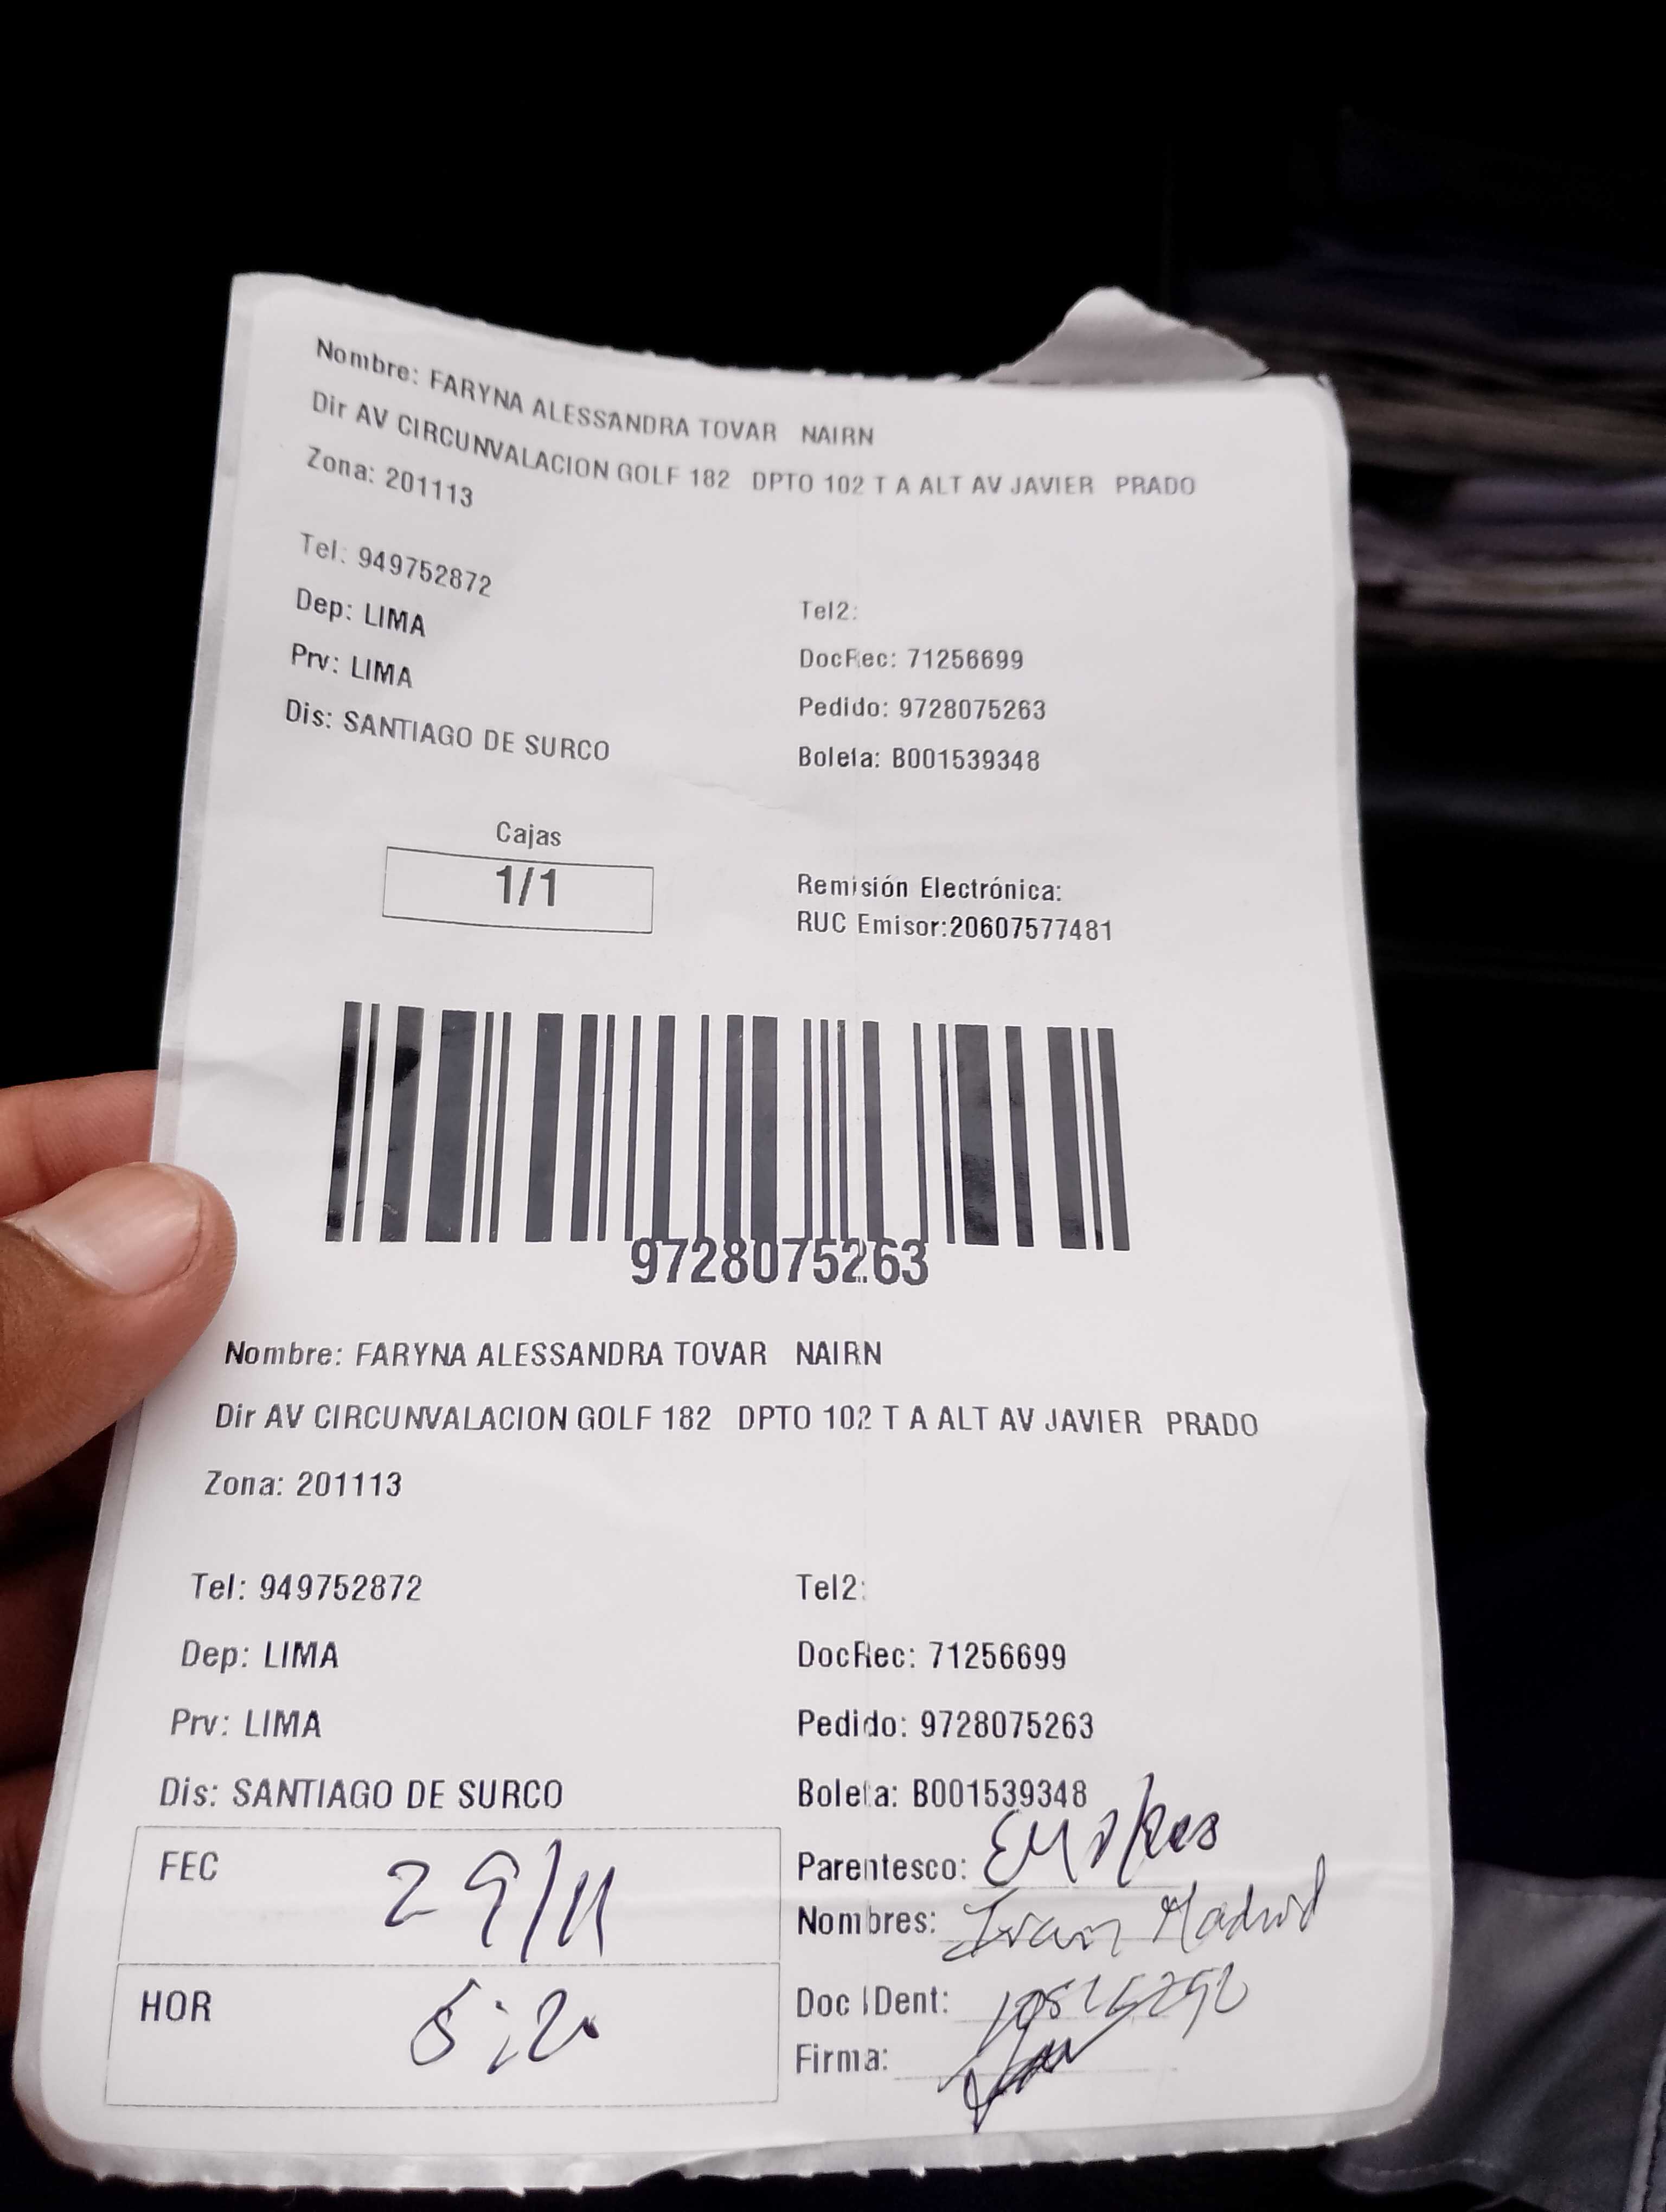 Nombre: FARYNA ALESSANDRA TOVAR NAIRN
Dir AV CIRCUNVALACION GOLF 182 DPTO 102 T A ALT AV JAVIER PRADO
Zona: 201113
Tel: 949752872 Tel2:
Dep: LIMA DocRec: 71256699
Prv: LIMA Pedido: 9728075263
Dis: SANTIAGO DE SURCO Boleta: B001539348
Cajas
1/1
Remisión Electrónica:
RUC Emisor:20607577481
9728075263
Nombre: FARYNA ALESSANDRA TOVAR NAIRN
Dir AV CIRCUNVALACION GOLF 182 DPTO 102 T A ALT AV JAVIER PRADO
Zona: 201113
Tel: 949752872 Tel2:
Dep: LIMA DocRec: 71256699
Prv: LIMA Pedido: 9728075263
Dis: SANTIAGO DE SURCO Boleta: B001539348
FEC 29/11 Parentesco:
Nombres: Ivan Madrid
HOR Doc IDent:
Firma: